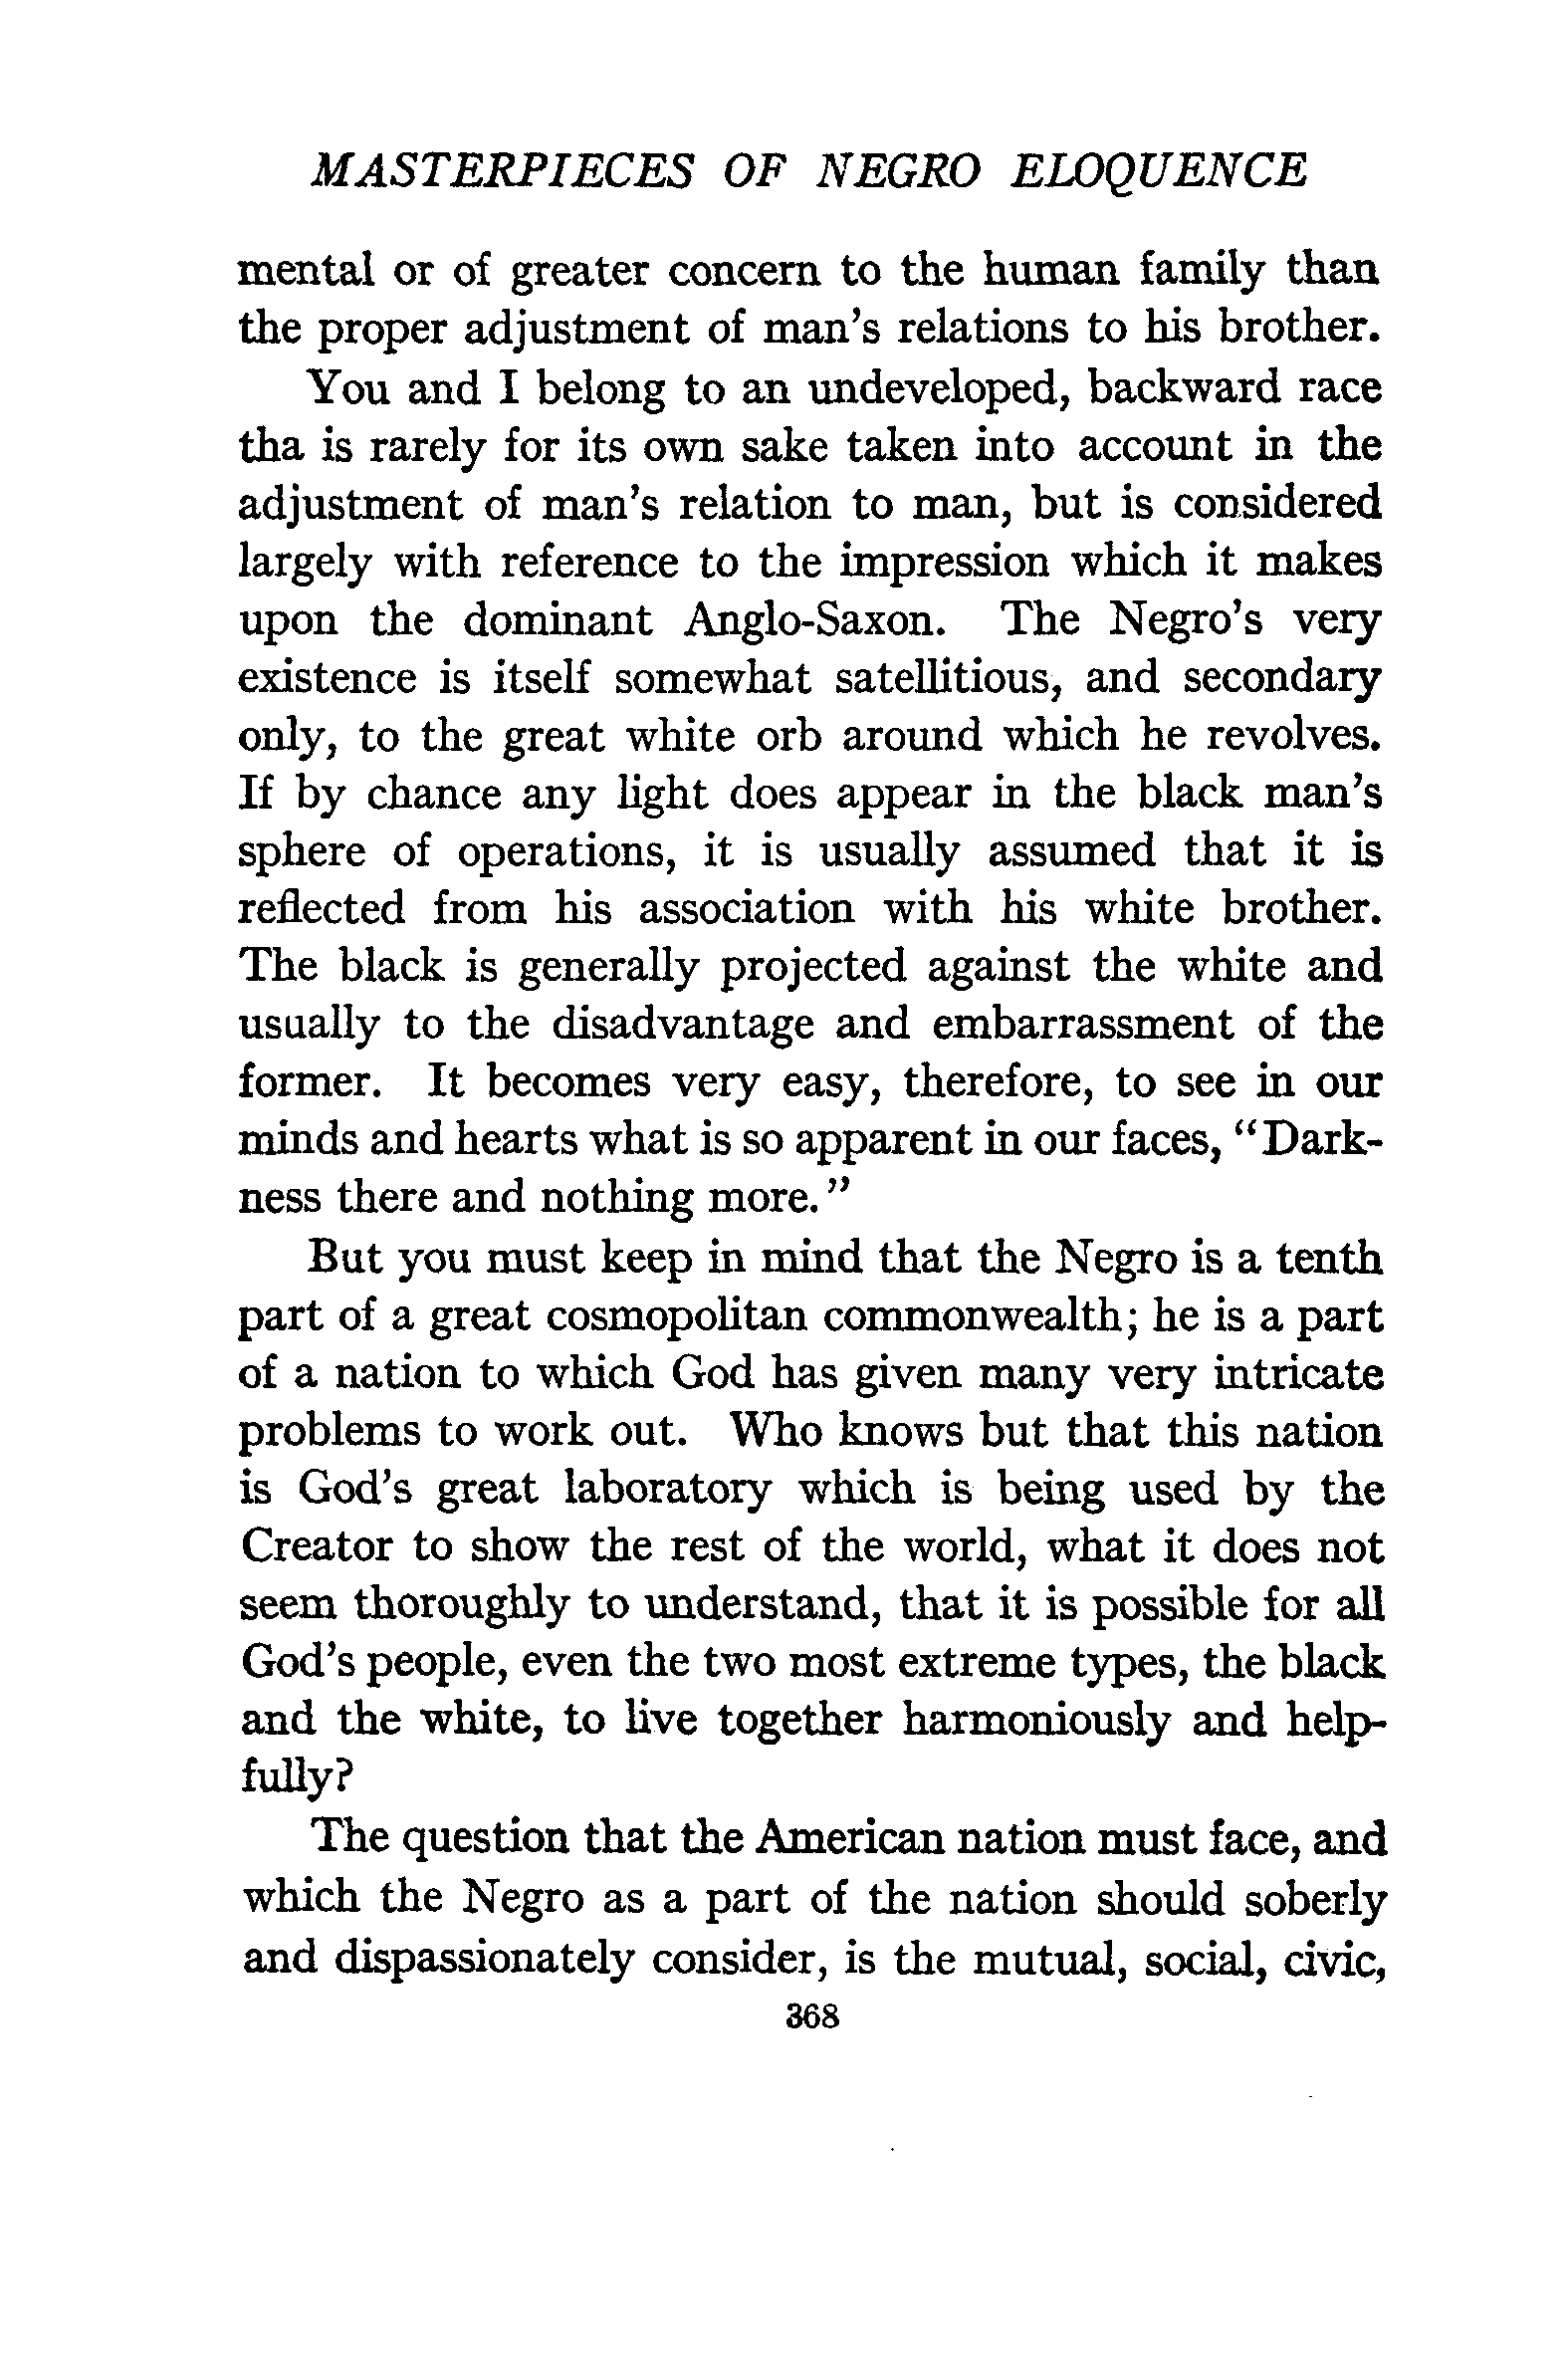 MASTERPIECES OF NEGRO ELOQUENCE
mental or of greater concern to the human family than
the proper adjustment of man's relations to his brother.
You and I belong to an undeveloped, backward race
tha is rarely for its own sake taken into account in the
adjustment of man's relation to man, but is considered
largely with reference to the impression which it makes
upon the dominant Anglo-Saxon. The Negro's very
existence is itself somewhat satellitious, and secondary
only, to the great white orb around which he revolves.
If by chance any light does appear in the black man's
sphere of operations, it is usually assumed that it is
reflected from his association with his white brother.
The black is generally projected against the white and
usually to the disadvantage and embarrassment of the
former. It becomes very easy, therefore, to see in our
minds and hearts what is so apparent in our faces, "Dark-
ness there and nothing more."
But you must keep in mind that the Negro is a tenth
part of a great cosmopolitan commonwealth; he is a part
of a nation to which God has given many very intricate
problems to work out. Who knows but that this nation
is God's great laboratory which is being used by the
Creator to show the rest of the world, what it does not
seem thoroughly to understand, that it is possible for all
God's people, even the two most extreme types, the black
and the white, to live together harmoniously and help-
fully?
The question that the American nation must face, and
which the Negro as a part of the nation should soberly
and dispassionately consider, is the mutual, social, civic,
368